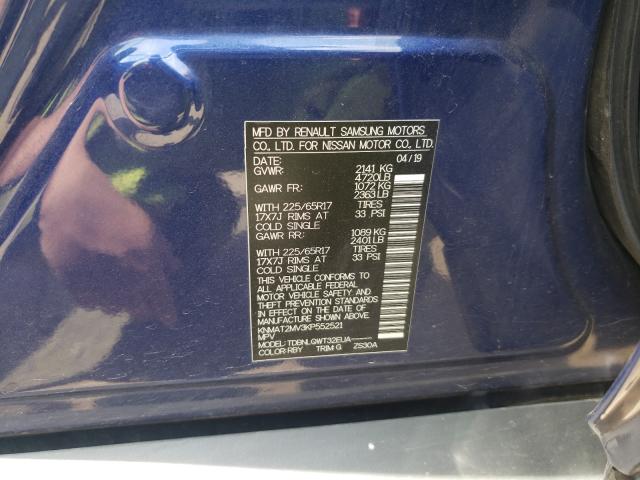 MFD BY RENAULT SAMSUNG MOTORS
CO., LTD. FOR NISSAN MOTOR CO., LTD.
DATE: 04/19
GVWR: 2141 KG
4720LB
GAWR FR: 1072 KG
2363LB
WITH 225/65R17 TIRES
17X7J RIMS AT 33 PSI
COLD SINGLE
GAWR RR: 1089 KG
2401LB
WITH 225/65R17 TIRES
17X7J RIMS AT 33 PSI
COLD SINGLE
THIS VEHICLE CONFORMS TO
ALL APPLICABLE FEDERAL
MOTOR VEHICLE SAFETY AND
THEFT PREVENTION STANDARDS
IN EFFECT ON THE DATE OF
MANUFACTURE SHOWN ABOVE.
KNMAT2MV3KP552521
MPV
MODEL: TDBNLQWT32EUA-----
COLOR:RBY TRIM: G ZS30A